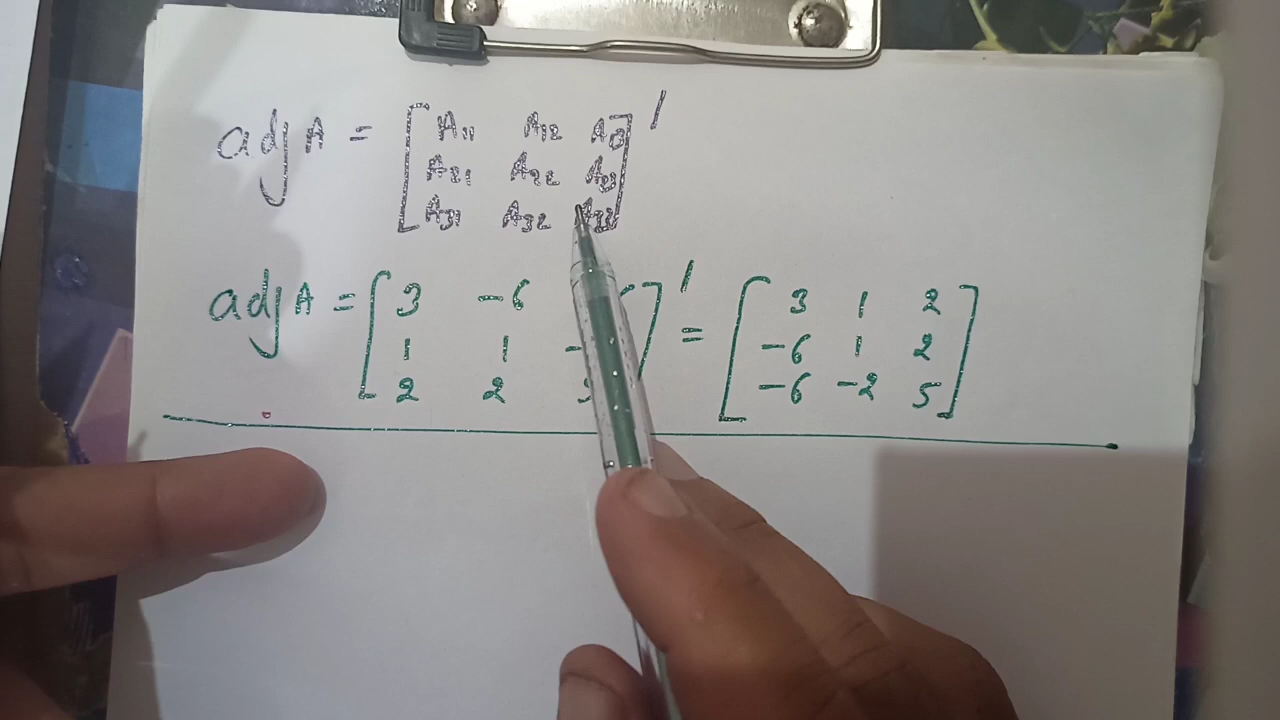 adj A = [ A11 A12 A13 ]'
A21 A22 A23
A31 A32 A33
adj A = [ 3 -6 ]' = [ 3 1 2 ]
1 1 - -6 1 2
2 2 -6 -2 5